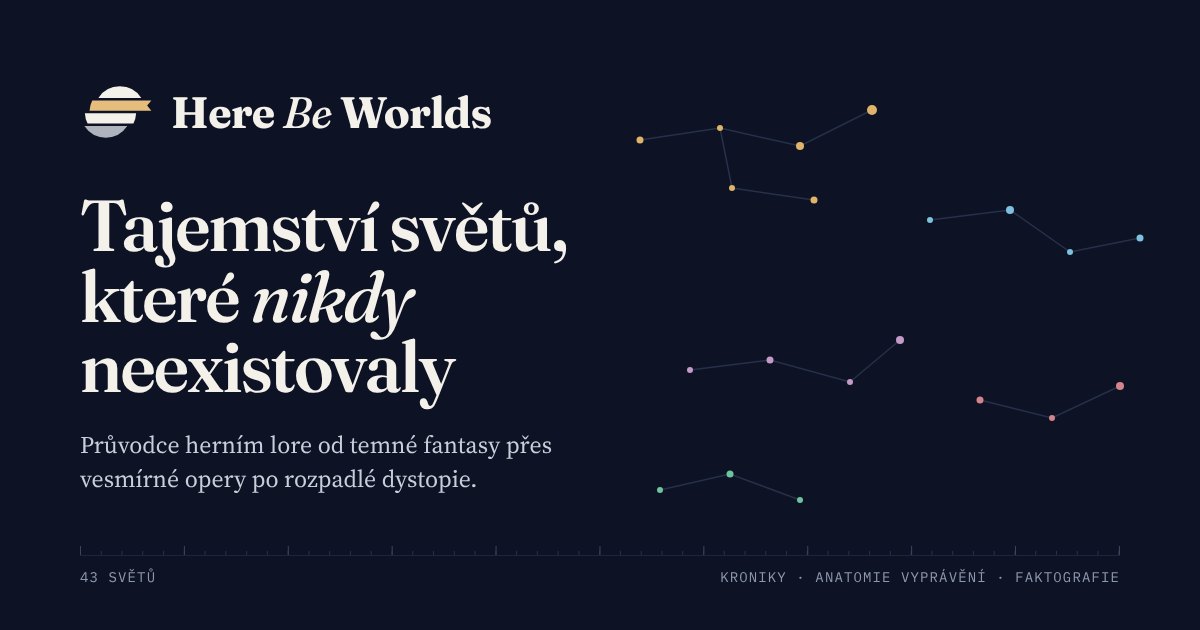 Here Be Worlds
Tajemství světů,
které nikdy
neexistovaly
Průvodce herním lore od temné fantasy přes
vesmírné opery po rozpadlé dystopie.
43 SVĚTŮ
KRONIKY · ANATOMIE VYPRÁVĚNÍ · FAKTOGRAFIE